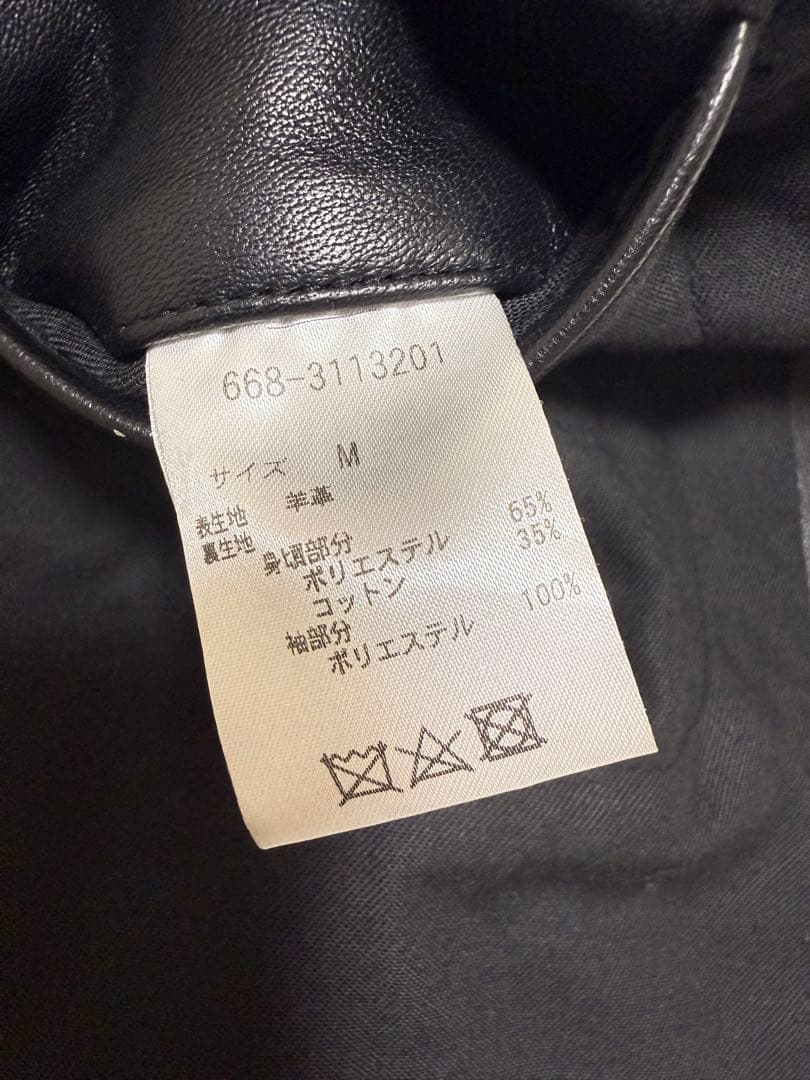 668-3113201
サイズ M
表生地 羊革
裏生地 身頃部分
ポリエステル 65%
コットン 35%
袖部分
ポリエステル 100%